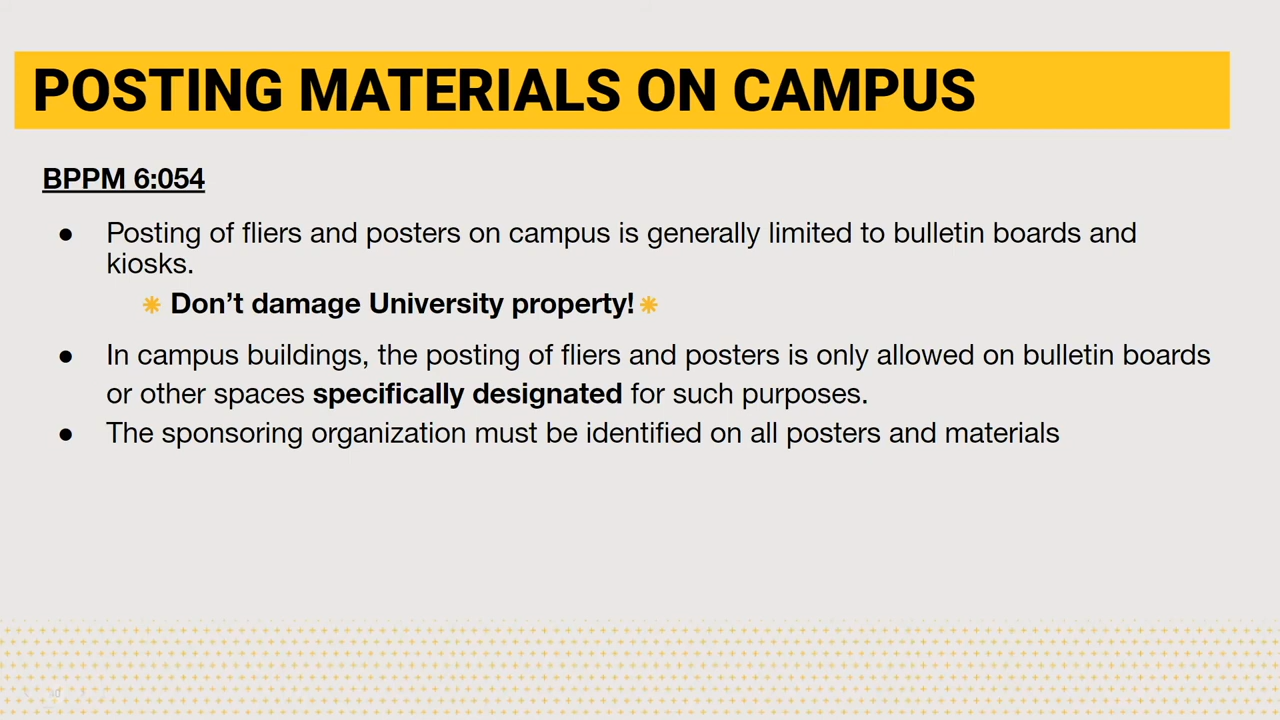 POSTING MATERIALS ON CAMPUS
BPPM 6:054
● Posting of fliers and posters on campus is generally limited to bulletin boards and
kiosks.
Don’t damage University property!
● In campus buildings, the posting of fliers and posters is only allowed on bulletin boards
or other spaces specifically designated for such purposes.
● The sponsoring organization must be identified on all posters and materials